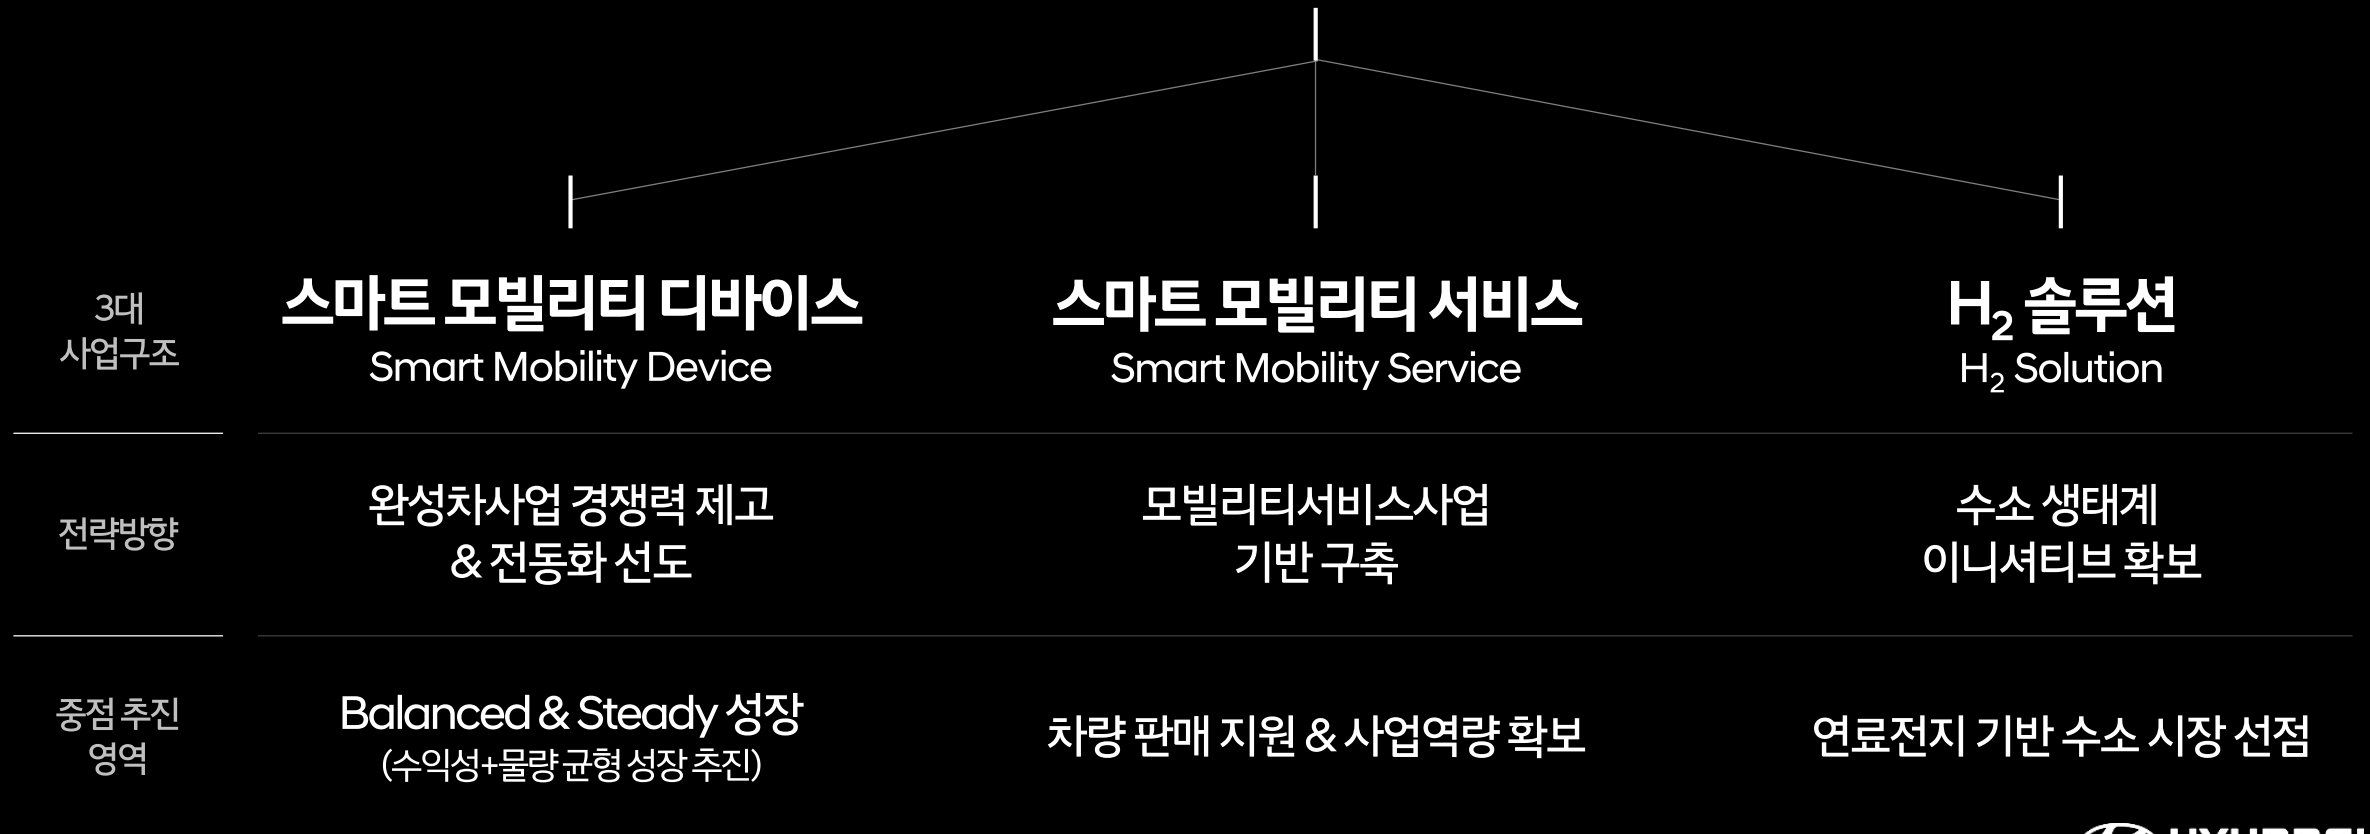 3대
사업구조
스마트 모빌리티 디바이스
Smart Mobility Device
스마트 모빌리티 서비스
Smart Mobility Service
H₂ 솔루션
H₂ Solution
전략방향
완성차사업 경쟁력 제고
& 전동화 선도
모빌리티서비스사업
기반 구축
수소 생태계
이니셔티브 확보
중점 추진
영역
Balanced & Steady 성장
(수익성+물량 균형 성장 추진)
차량 판매 지원 & 사업역량 확보
연료전지 기반 수소 시장 선점